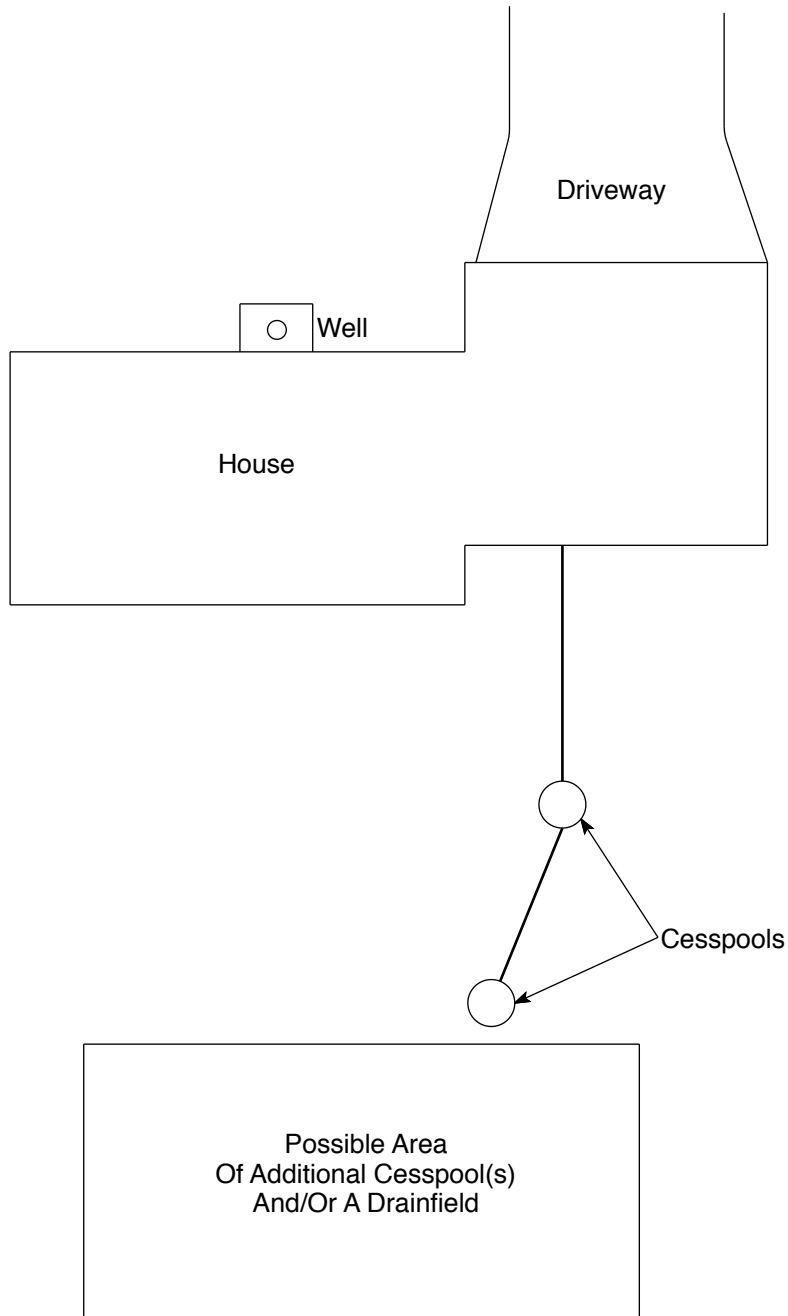 Driveway
Well
House
Cesspools
Possible Area
Of Additional Cesspool(s)
And/Or A Drainfield